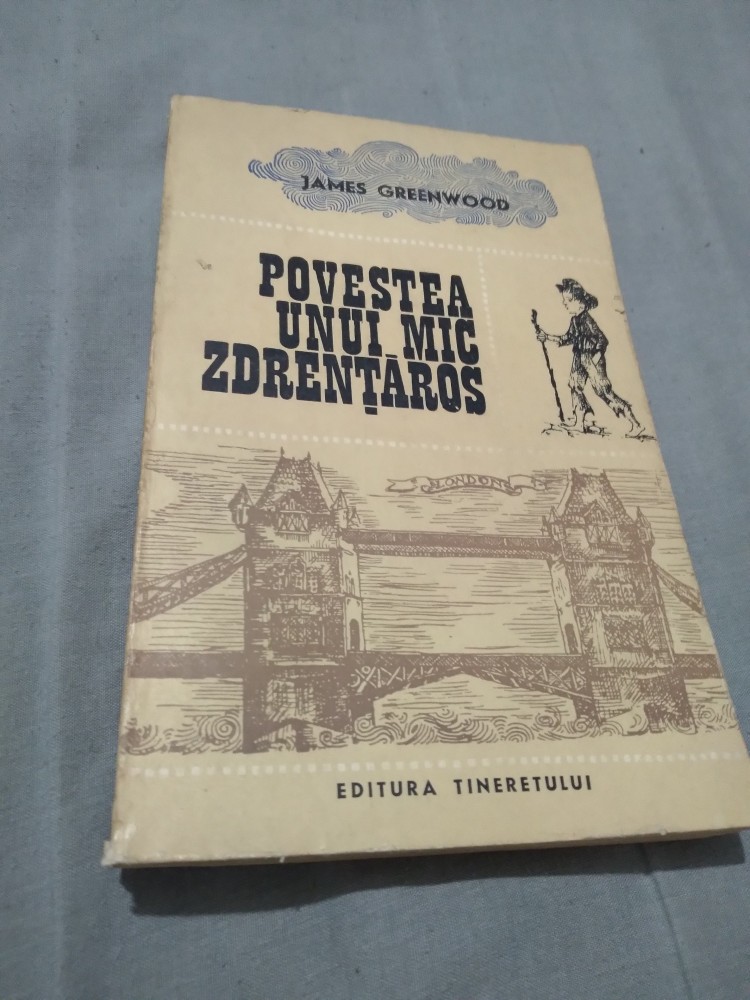 JAMES GREENWOOD
POVESTEA
UNUI MIC
ZDRENȚĂROS
LONDON
EDITURA TINERETULUI